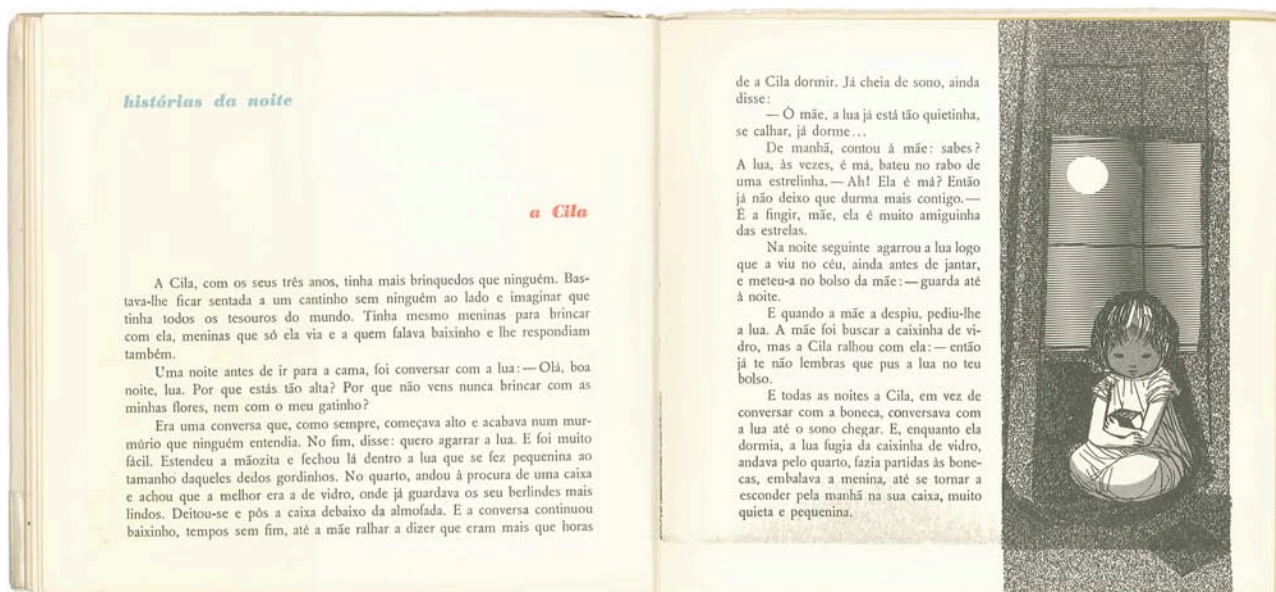 histórias da noite
a Cila
A Cila, com os seus três anos, tinha mais brinquedos que ninguém. Bas-
tava-lhe ficar sentada a um cantinho sem ninguém ao lado e imaginar que
tinha todos os tesouros do mundo. Tinha mesmo meninas para brincar
com ela, meninas que só ela via e a quem falava baixinho e lhe respondiam
também.
Uma noite antes de ir para a cama, foi conversar com a lua: — Olá, boa
noite, lua. Por que estás tão alta? Por que não vens nunca brincar com as
minhas flores, nem com o meu gatinho?
Era uma conversa que, como sempre, começava alto e acabava num mur-
múrio que ninguém entendia. No fim, disse: quero agarrar a lua. E foi muito
fácil. Estendeu a mãozita e fechou lá dentro a lua que se fez pequenina ao
tamanho daqueles dedos gordinhos. No quarto, andou à procura de uma caixa
e achou que a melhor era a de vidro, onde já guardava os seu berlindes mais
lindos. Deitou-se e pôs a caixa debaixo da almofada. E a conversa continuou
baixinho, tempos sem fim, até a mãe ralhar a dizer que eram mais que horas
de a Cila dormir. Já cheia de sono, ainda
disse:
— Ó mãe, a lua já está tão quietinha,
se calhar, já dorme...
De manhã, contou à mãe: sabes?
A lua, às vezes, é má, bateu no rabo de
uma estrelinha. — Ah! Ela é má? Então
já não deixo que durma mais contigo. —
É a fingir, mãe, ela é muito amiguinha
das estrelas.
Na noite seguinte agarrou a lua logo
que a viu no céu, ainda antes de jantar,
e meteu-a no bolso da mãe: — guarda até
à noite.
E quando a mãe a despiu, pediu-lhe
a lua. A mãe foi buscar a caixinha de vi-
dro, mas a Cila ralhou com ela: — então
já te não lembras que pus a lua no teu
bolso.
E todas as noites a Cila, em vez de
conversar com a boneca, conversava com
a lua até o sono chegar. E, enquanto ela
dormia, a lua fugia da caixinha de vidro,
andava pelo quarto, fazia partidas às bone-
cas, embalava a menina, até se tornar a
esconder pela manhã na sua caixa, muito
quieta e pequenina.